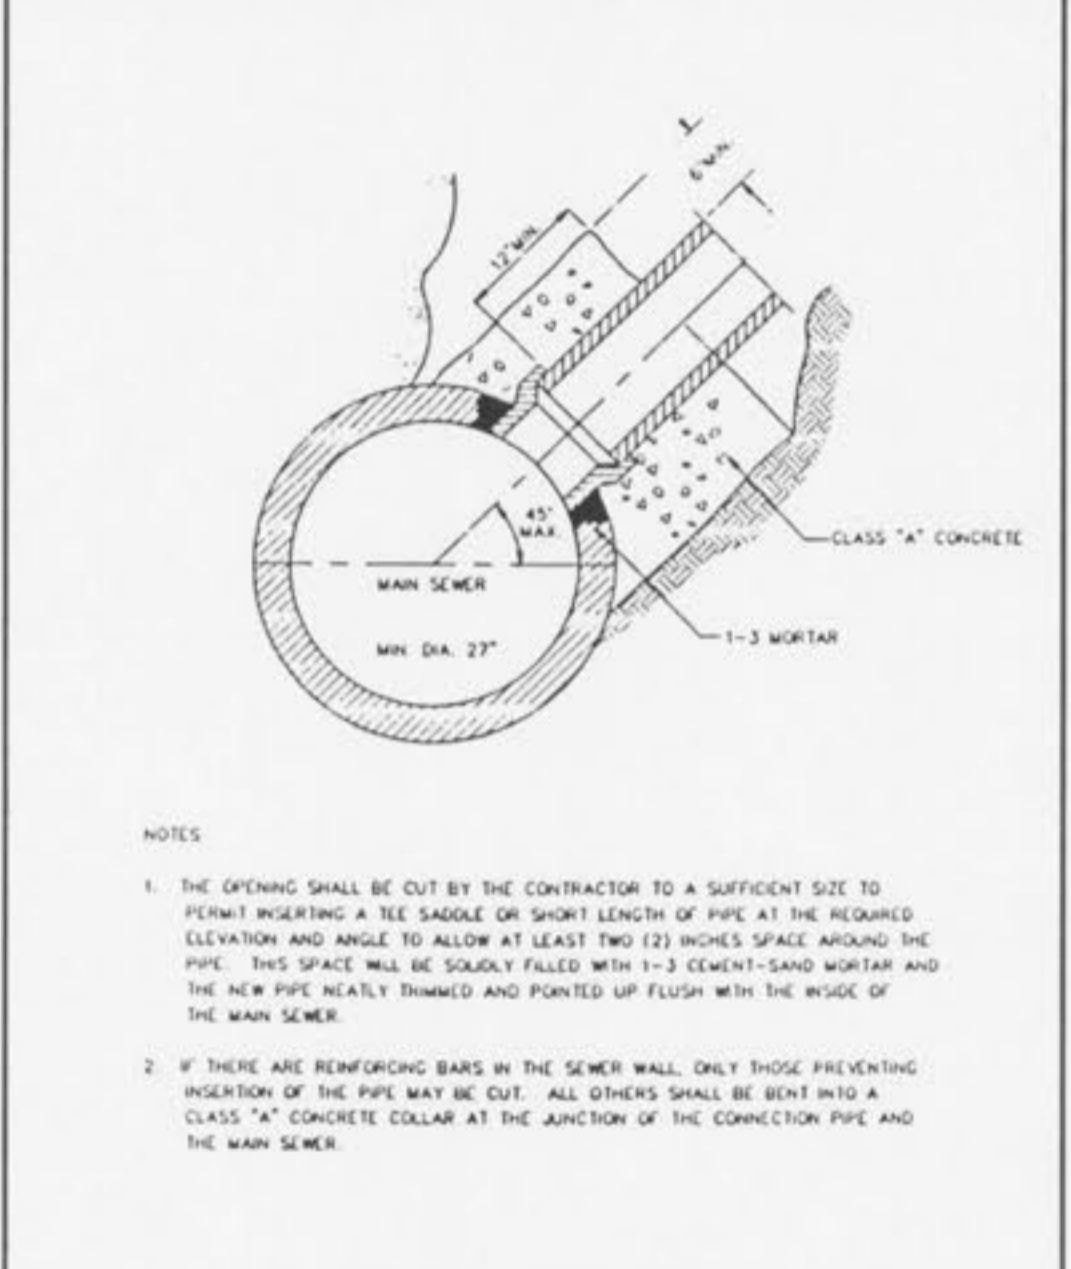 6" MIN.
12" MIN.
45°
MAX.
CLASS "A" CONCRETE
MAIN SEWER
1-3 MORTAR
MIN. DIA. 27"
NOTES
1. THE OPENING SHALL BE CUT BY THE CONTRACTOR TO A SUFFICIENT SIZE TO
PERMIT INSERTING A TEE SADDLE OR SHORT LENGTH OF PIPE AT THE REQUIRED
ELEVATION AND ANGLE TO ALLOW AT LEAST TWO (2) INCHES SPACE AROUND THE
PIPE. THIS SPACE WILL BE SOLIDLY FILLED WITH 1-3 CEMENT-SAND MORTAR AND
THE NEW PIPE NEATLY THIMMED AND POINTED UP FLUSH WITH THE INSIDE OF
THE MAIN SEWER.
2. IF THERE ARE REINFORCING BARS IN THE SEWER WALL, ONLY THOSE PREVENTING
INSERTION OF THE PIPE MAY BE CUT. ALL OTHERS SHALL BE BENT INTO A
CLASS "A" CONCRETE COLLAR AT THE JUNCTION OF THE CONNECTION PIPE AND
THE MAIN SEWER.